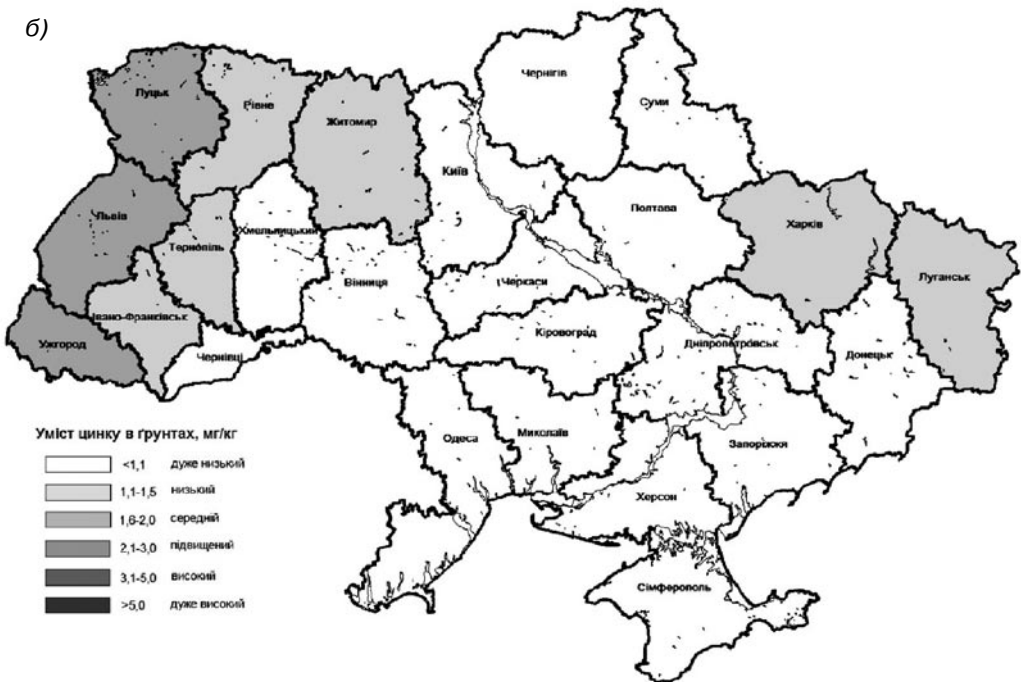 б)
Чернігів
Суми
Луцьк
Рівне
Житомир
Київ
Львів
Тернопіль
Хмельницький
Полтава
Харків
Луганськ
Вінниця
Черкаси
Івано-Франківськ
Ужгород
Чернівці
Кіровоград
Дніпропетровськ
Донецьк
Одеса
Миколаїв
Запоріжжя
Херсон
Сімферополь
Уміст цинку в ґрунтах, мг/кг
<1,1 дуже низький
1,1-1,5 низький
1,6-2,0 середній
2,1-3,0 підвищений
3,1-5,0 високий
>5,0 дуже високий